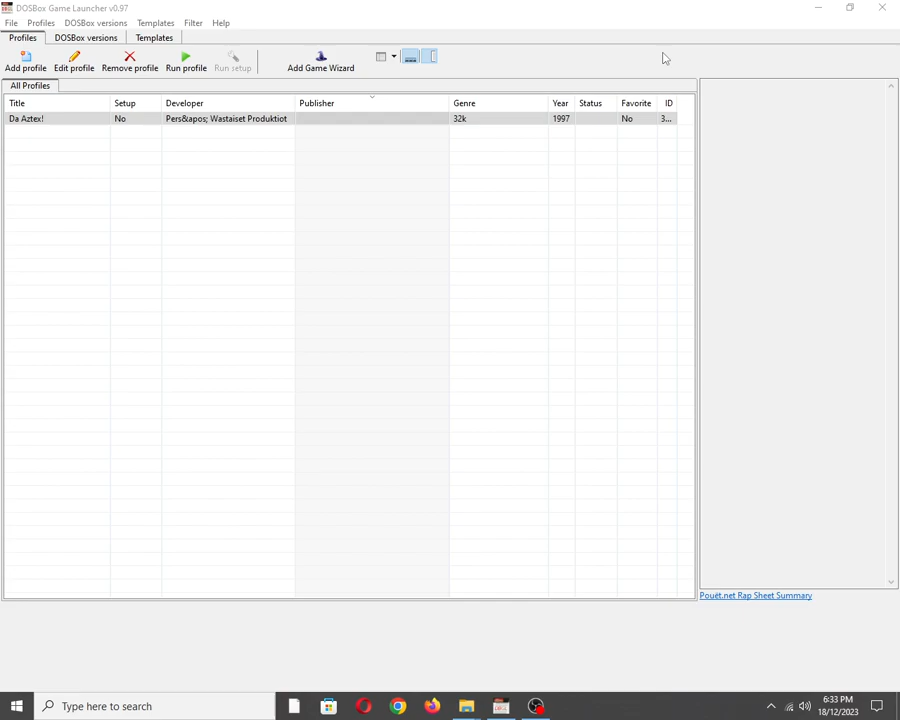 DOSBox Game Launcher v0.97
File Profiles DOSBox versions Templates Filter Help
Profiles DOSBox versions Templates
Add profile Edit profile Remove profile Run profile Run setup Add Game Wizard
All Profiles
Title Setup Developer Publisher Genre Year Status Favorite ID
Da Aztex! No Pers&apos; Wastaiset Produktiot 32k 1997 No 3...
Pouët.net Rap Sheet Summary
Type here to search
6:33 PM
18/12/2023